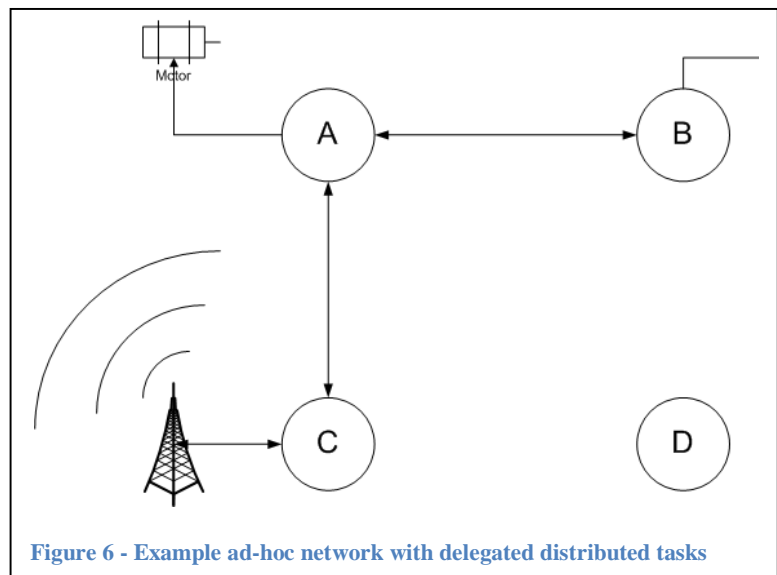 Motor
A
B
C
D
Figure 6 - Example ad-hoc network with delegated distributed tasks